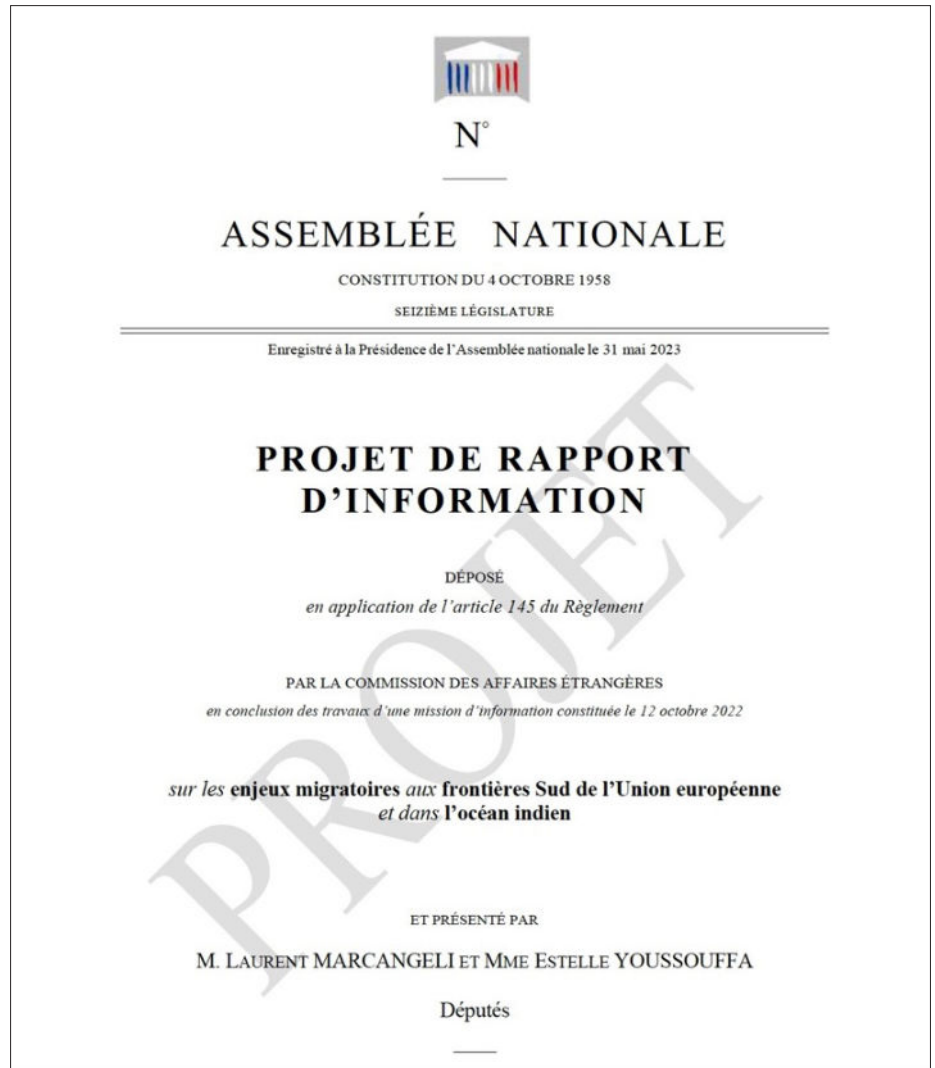 N°
ASSEMBLÉE NATIONALE
CONSTITUTION DU 4 OCTOBRE 1958
SEIZIÈME LÉGISLATURE
Enregistré à la Présidence de l'Assemblée nationale le 31 mai 2023
PROJET DE RAPPORT
D'INFORMATION
DÉPOSÉ
en application de l'article 145 du Règlement
PAR LA COMMISSION DES AFFAIRES ÉTRANGÈRES
en conclusion des travaux d'une mission d'information constituée le 12 octobre 2022
sur les enjeux migratoires aux frontières Sud de l'Union européenne
et dans l'océan indien
ET PRÉSENTÉ PAR
M. LAURENT MARCANGELI ET MME ESTELLE YOUSSOUFFA
Députés
PROJET